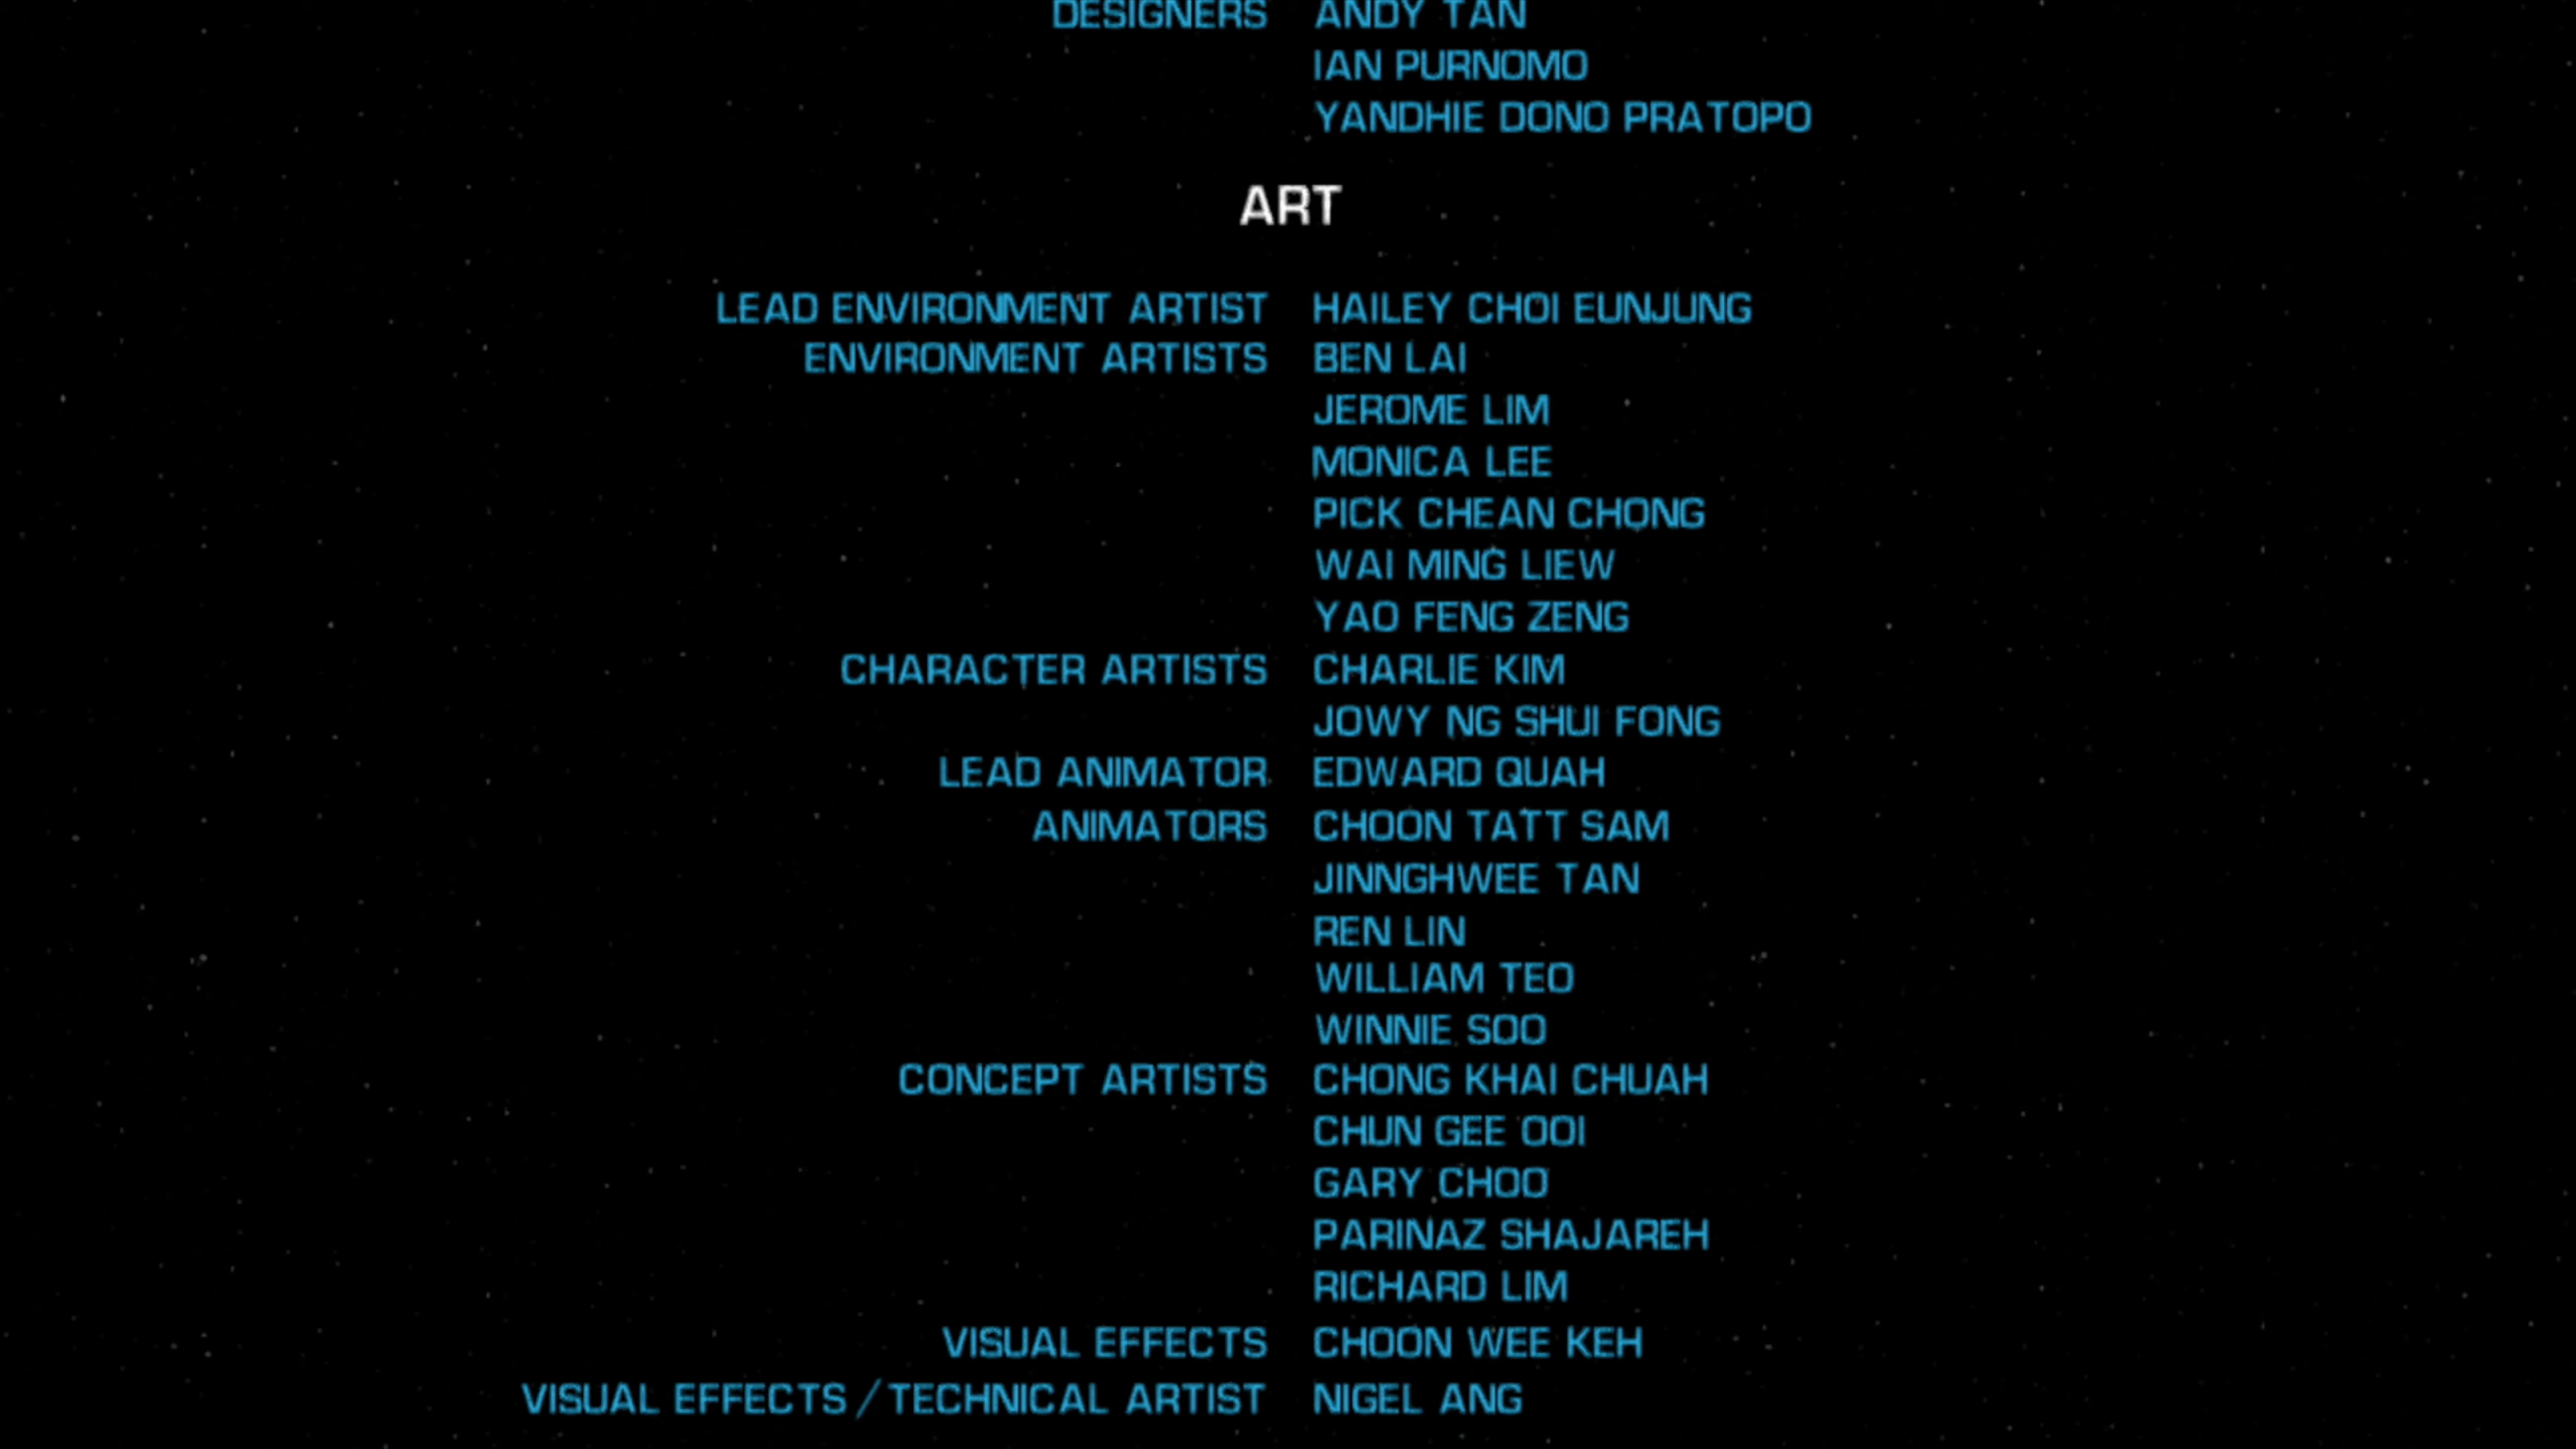 DESIGNERS ANDY TAN
IAN PURNOMO
YANDHIE DONO PRATOPO
ART
LEAD ENVIRONMENT ARTIST HAILEY CHOI EUNJUNG
ENVIRONMENT ARTISTS BEN LAI
JEROME LIM
MONICA LEE
PICK CHEAN CHONG
WAI MING LIEW
YAO FENG ZENG
CHARACTER ARTISTS CHARLIE KIM
JOWY NG SHUI FONG
LEAD ANIMATOR EDWARD QUAH
ANIMATORS CHOON TATT SAM
JINNGHWEE TAN
REN LIN
WILLIAM TEO
WINNIE SOO
CONCEPT ARTISTS CHONG KHAI CHUAH
CHUN GEE OOI
GARY CHOO
PARINAZ SHAJAREH
RICHARD LIM
VISUAL EFFECTS CHOON WEE KEH
VISUAL EFFECTS / TECHNICAL ARTIST NIGEL ANG